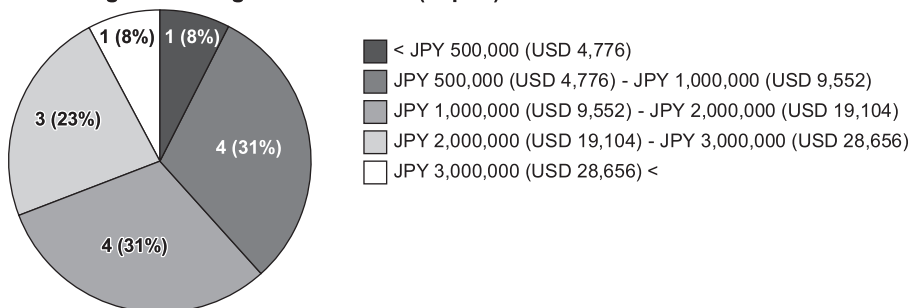 1 (8%) 1 (8%)
3 (23%)
4 (31%)
4 (31%)
< JPY 500,000 (USD 4,776)
JPY 500,000 (USD 4,776) - JPY 1,000,000 (USD 9,552)
JPY 1,000,000 (USD 9,552) - JPY 2,000,000 (USD 19,104)
JPY 2,000,000 (USD 19,104) - JPY 3,000,000 (USD 28,656)
JPY 3,000,000 (USD 28,656) <